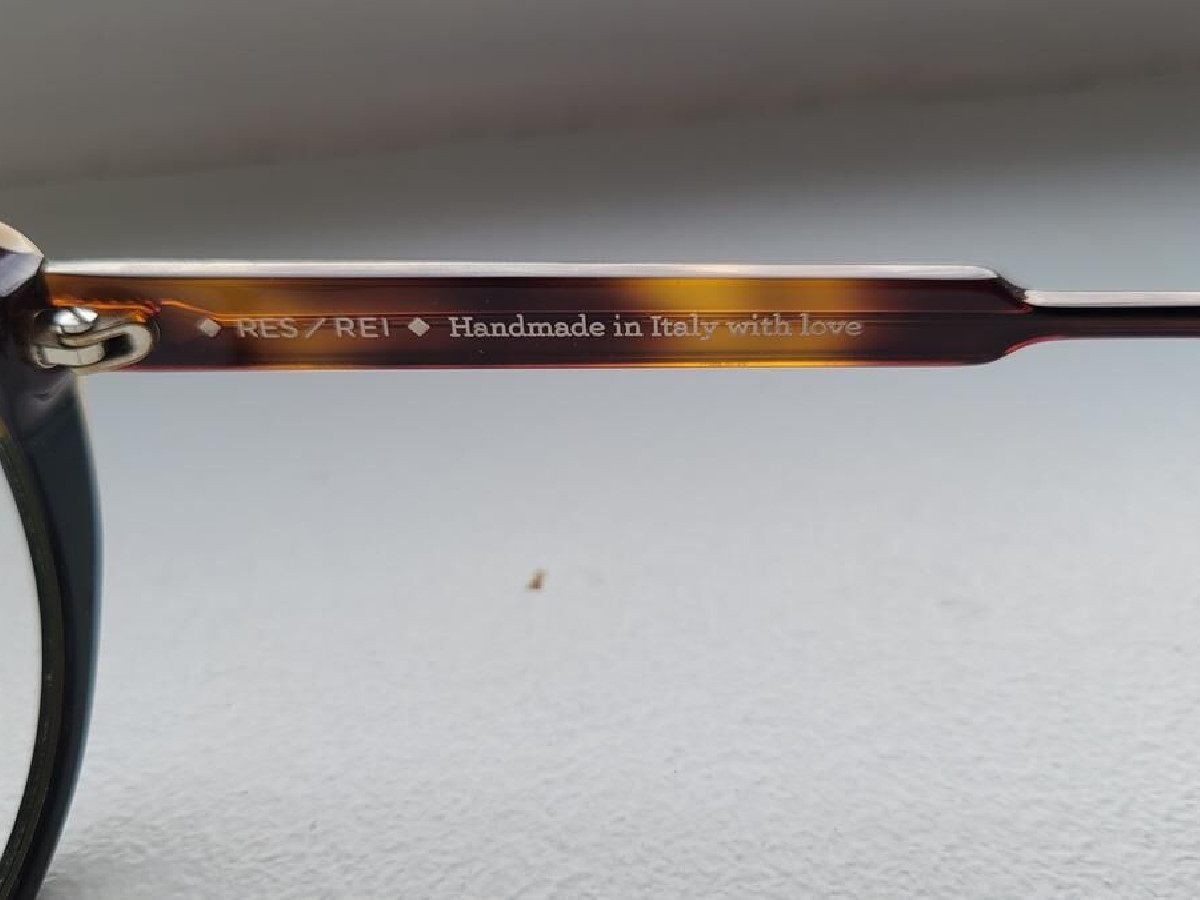 ◆ RES / REI ◆ Handmade in Italy with love